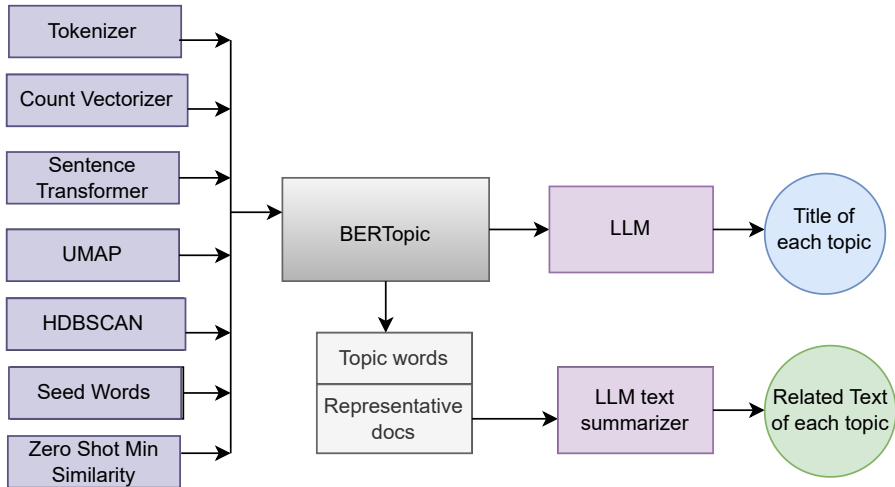 Tokenizer
Count Vectorizer
Sentence
Transformer
UMAP
HDBSCAN
Seed Words
Zero Shot Min
Similarity
BERTopic
LLM
Title of
each topic
Topic words
Representative
docs
LLM text
summarizer
Related Text
of each topic